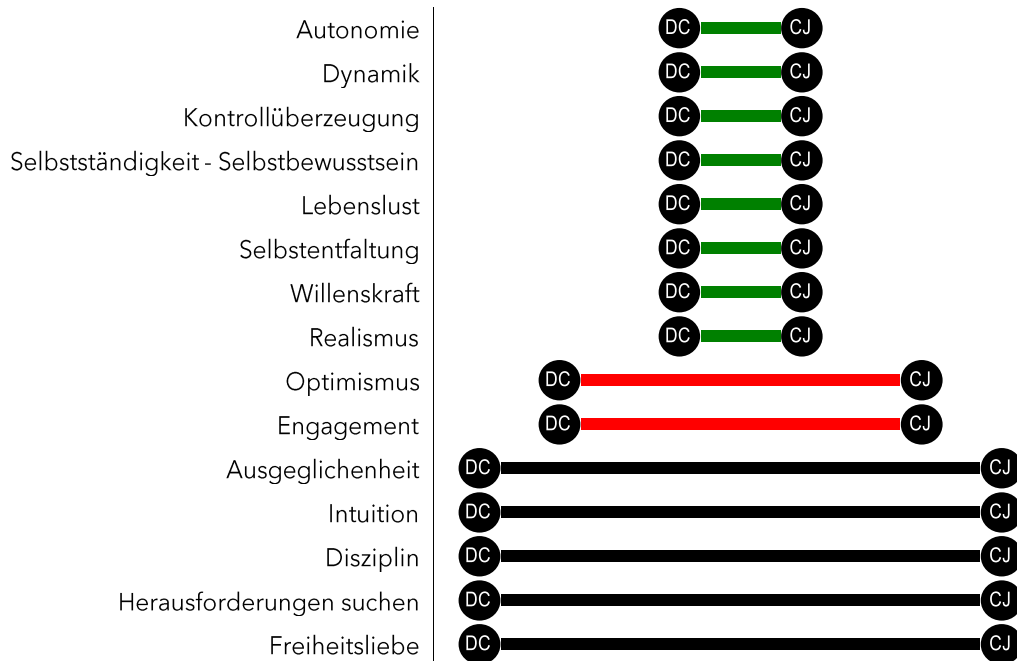 Autonomie DC CJ
Dynamik DC CJ
Kontrollüberzeugung DC CJ
Selbstständigkeit - Selbstbewusstsein DC CJ
Lebenslust DC CJ
Selbstentfaltung DC CJ
Willenskraft DC CJ
Realismus DC CJ
Optimismus DC CJ
Engagement DC CJ
Ausgeglichenheit DC CJ
Intuition DC CJ
Disziplin DC CJ
Herausforderungen suchen DC CJ
Freiheitsliebe DC CJ